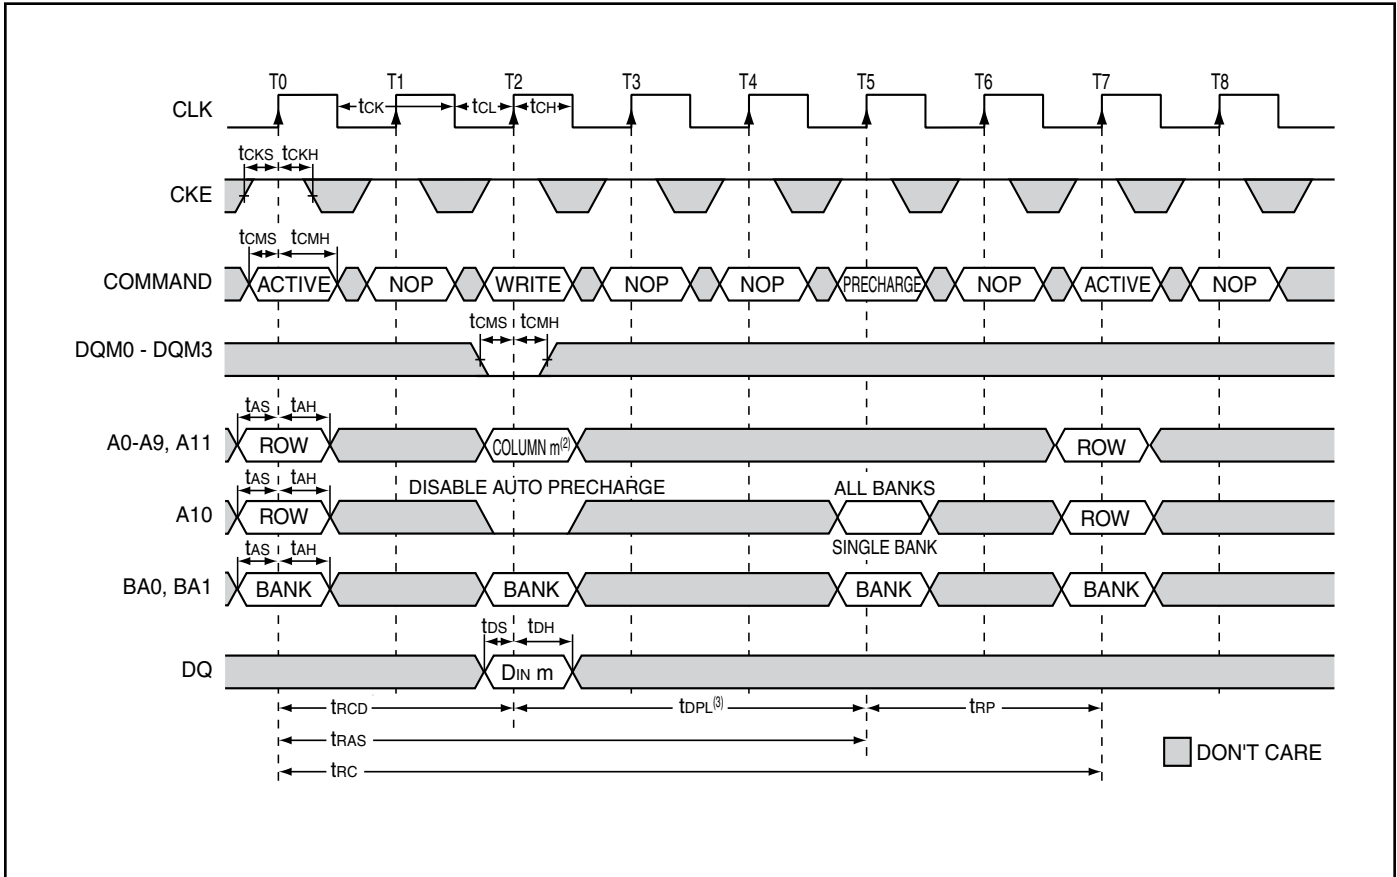 T0 T1 T2 T3 T4 T5 T6 T7 T8
CLK tCK tCL tCH
tCKS tCKH
CKE
tCMS tCMH
COMMAND ACTIVE NOP WRITE NOP NOP PRECHARGE NOP ACTIVE NOP
tCMS tCMH
DQM0 - DQM3
tAS tAH
A0-A9, A11 ROW COLUMN m(2) ROW
tAS tAH DISABLE AUTO PRECHARGE ALL BANKS
A10 ROW ROW
tAS tAH SINGLE BANK
BA0, BA1 BANK BANK BANK BANK
tDS tDH
DQ DIN m
tRCD tDPL(3) tRP
tRAS
tRC
DON'T CARE